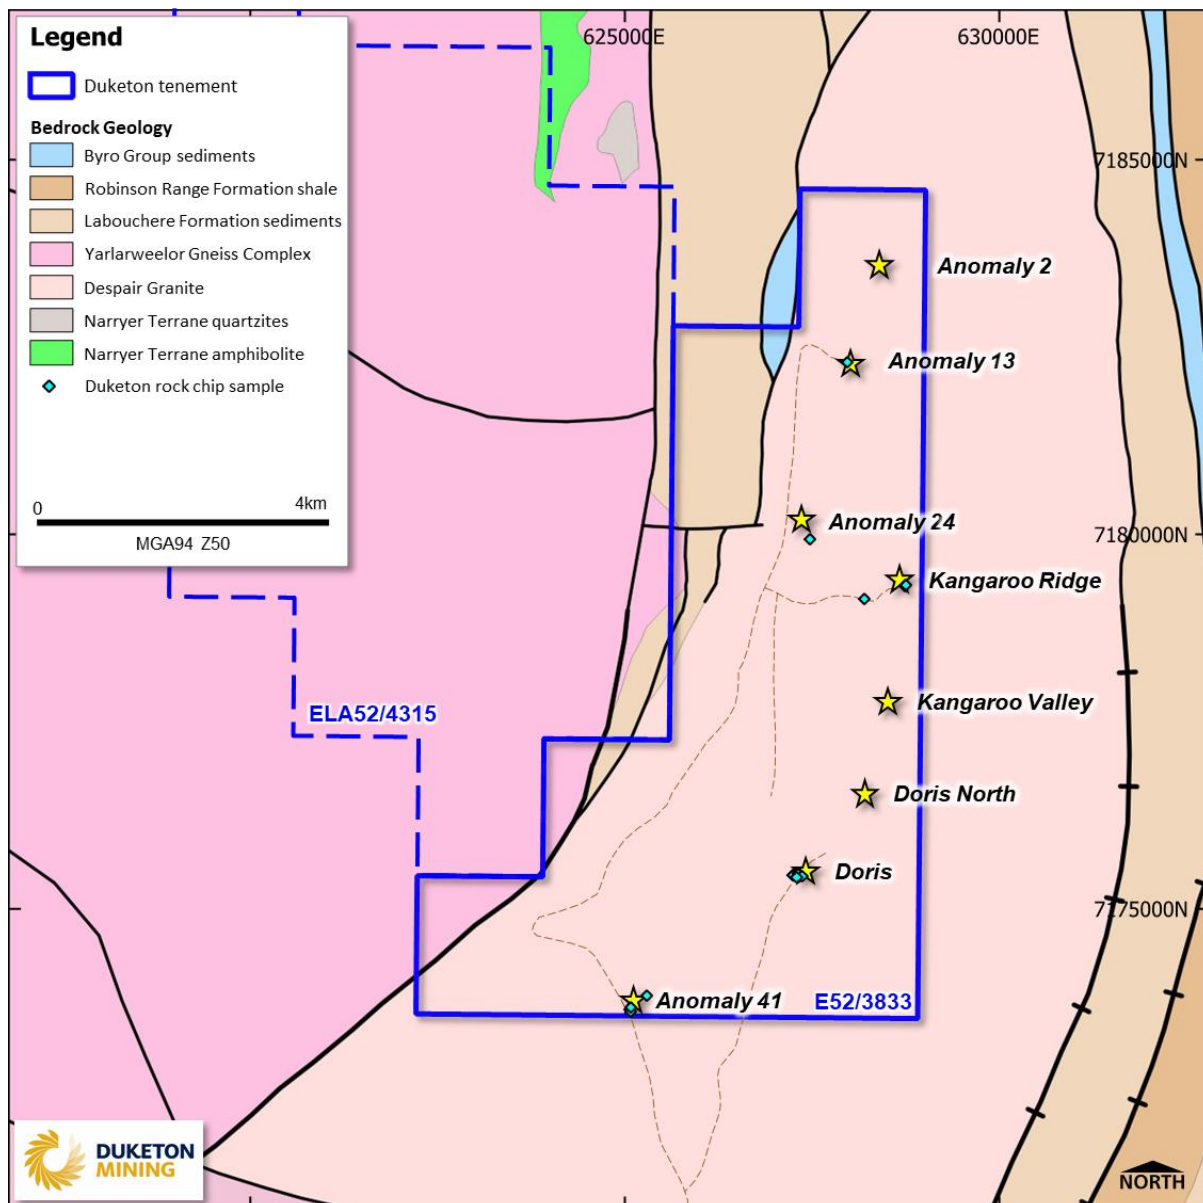 Legend
Duketon tenement
Bedrock Geology
Byro Group sediments
Robinson Range Formation shale
Labouchere Formation sediments
Yarlarweelor Gneiss Complex
Despair Granite
Narryer Terrane quartzites
Narryer Terrane amphibolite
Duketon rock chip sample
0 4km
MGA94 Z50
625000E 630000E
7185000N
Anomaly 2
Anomaly 13
Anomaly 24
7180000N
Kangaroo Ridge
Kangaroo Valley
ELA52/4315
Doris North
Doris
7175000N
Anomaly 41
E52/3833
DUKETON
MINING
NORTH